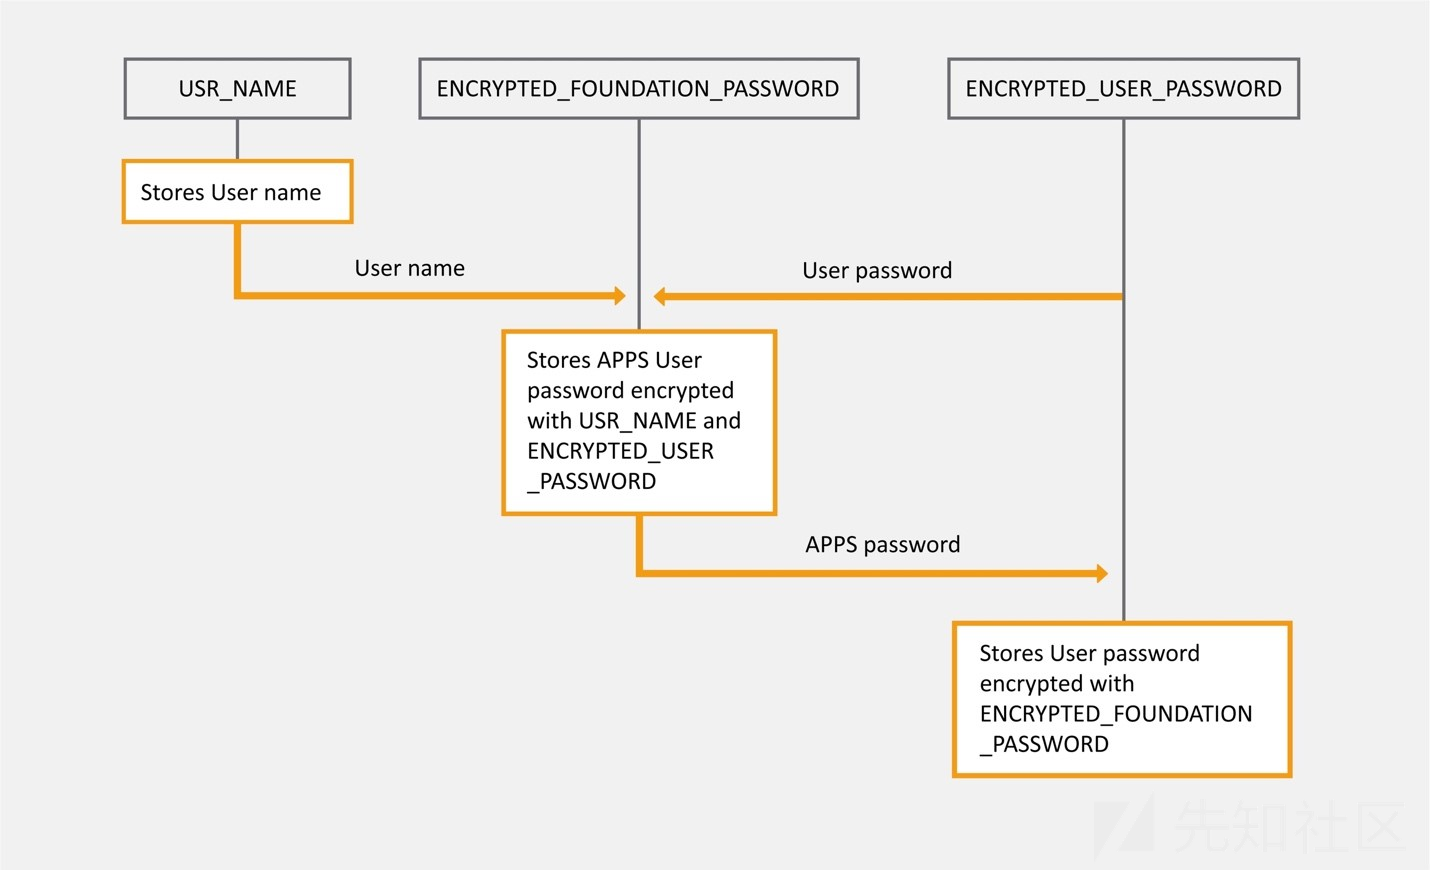 USR_NAME
ENCRYPTED_FOUNDATION_PASSWORD
ENCRYPTED_USER_PASSWORD
Stores User name
User name
User password
Stores APPS User
password encrypted
with USR_NAME and
ENCRYPTED_USER
_PASSWORD
APPS password
Stores User password
encrypted with
ENCRYPTED_FOUNDATION
_PASSWORD
先知社区